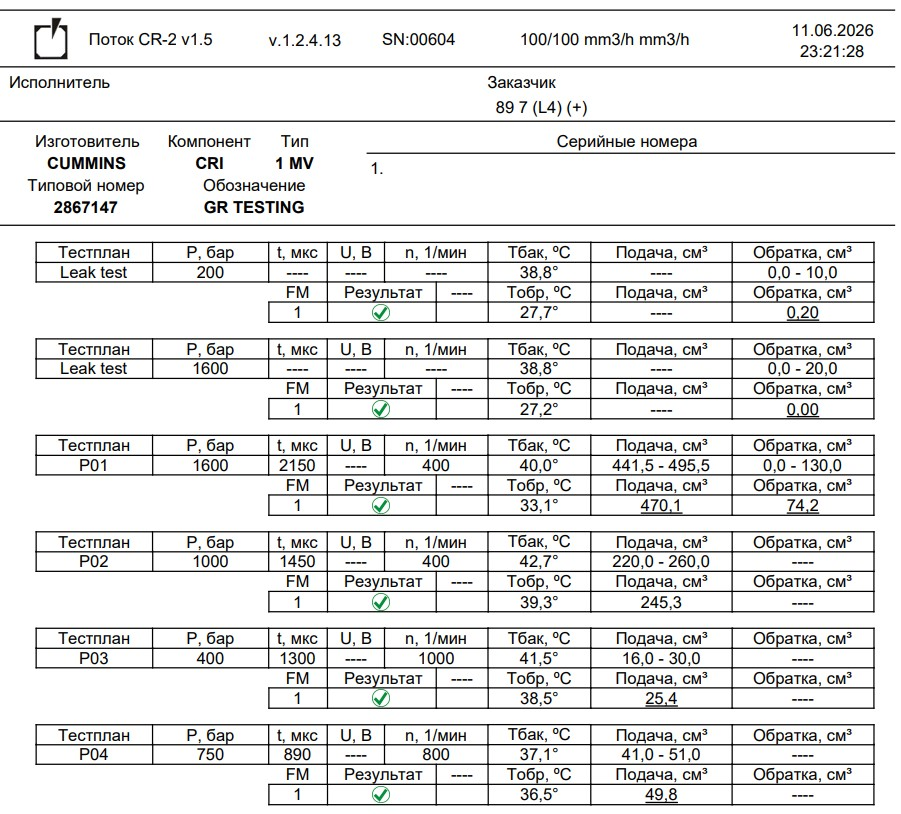 Поток CR-2 v1.5 v.1.2.4.13 SN:00604 100/100 mm3/h mm3/h 11.06.2026
23:21:28
Исполнитель Заказчик
89 7 (L4) (+)
Изготовитель Компонент Тип Серийные номера
CUMMINS CRI 1 MV 1.
Типовой номер Обозначение
2867147 GR TESTING
Тестплан P, бар t, мкс U, В n, 1/мин Тбак, ºС Подача, см³ Обратка, см³
Leak test 200 ---- ---- ---- 38,8° ---- 0,0 - 10,0
FM Результат ---- Тобр, ºС Подача, см³ Обратка, см³
1 27,7° ---- 0,20
Тестплан P, бар t, мкс U, В n, 1/мин Тбак, ºС Подача, см³ Обратка, см³
Leak test 1600 ---- ---- ---- 38,8° ---- 0,0 - 20,0
FM Результат ---- Тобр, ºС Подача, см³ Обратка, см³
1 27,2° ---- 0,00
Тестплан P, бар t, мкс U, В n, 1/мин Тбак, ºС Подача, см³ Обратка, см³
P01 1600 2150 ---- 400 40,0° 441,5 - 495,5 0,0 - 130,0
FM Результат ---- Тобр, ºС Подача, см³ Обратка, см³
1 33,1° 470,1 74,2
Тестплан P, бар t, мкс U, В n, 1/мин Тбак, ºС Подача, см³ Обратка, см³
P02 1000 1450 ---- 400 42,7° 220,0 - 260,0 ----
FM Результат ---- Тобр, ºС Подача, см³ Обратка, см³
1 39,3° 245,3 ----
Тестплан P, бар t, мкс U, В n, 1/мин Тбак, ºС Подача, см³ Обратка, см³
P03 400 1300 ---- 1000 41,5° 16,0 - 30,0 ----
FM Результат ---- Тобр, ºС Подача, см³ Обратка, см³
1 38,5° 25,4 ----
Тестплан P, бар t, мкс U, В n, 1/мин Тбак, ºС Подача, см³ Обратка, см³
P04 750 890 ---- 800 37,1° 41,0 - 51,0 ----
FM Результат ---- Тобр, ºС Подача, см³ Обратка, см³
1 36,5° 49,8 ----